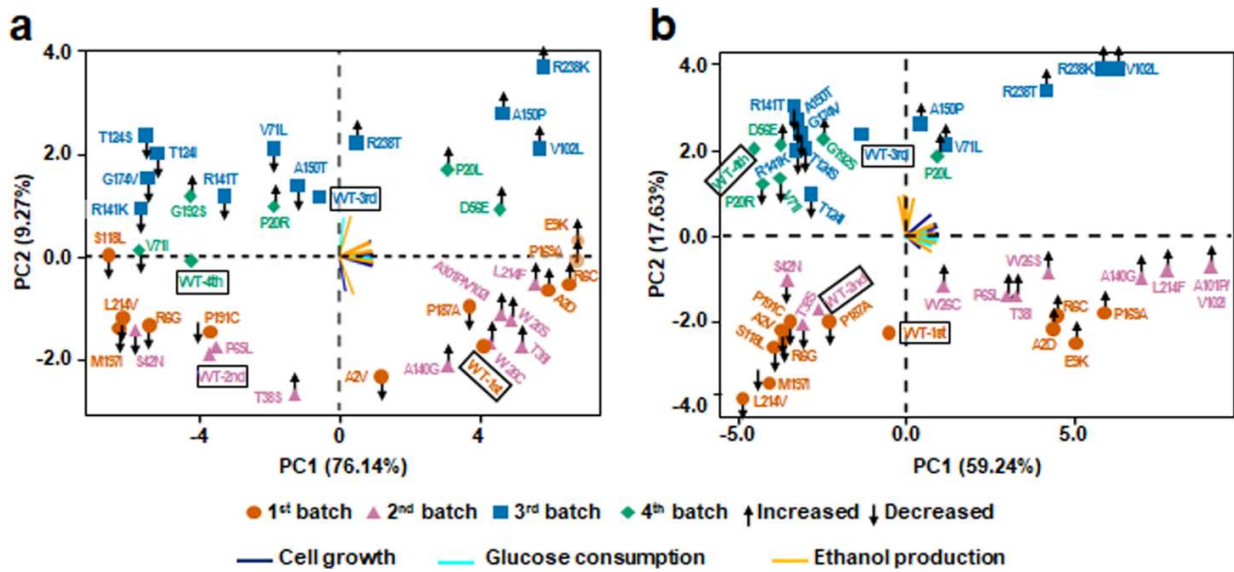 a
4.0
2.0
0.0
-2.0
PC2 (9.27%)
-4
0
4
PC1 (76.14%)
R238K
A150P
V102L
R238T
V71L
T124S
T124I
G174V
R141T
A150T
WT-3rd
R141K
G192S
P20R
P20L
D56E
S118L
V71I
WT-4th
E5K
P163A
R6C
A2D
L214F
A101P/V102I
P187A
W26S
T38I
W26C
WT-1st
A140G
A2V
L214V
R6G
P191C
M157I
S42N
P65L
WT-2nd
T38S
b
4.0
2.0
0.0
-2.0
-4.0
PC2 (17.63%)
-5.0
0.0
5.0
PC1 (59.24%)
R238K
V102L
R238T
A150P
V71L
P20L
R141T
A150T
G174V
D56E
WT-4th
G192S
WT-3rd
R141K
T124S
P20R
V71I
T124I
S42N
WT-2nd
P191C
T38S
A2V
P187A
WT-1st
S118L
R6G
M157I
L214V
W26S
W26C
P65L
T38I
A140G
L214F
A101P/
V102I
R6C
P163A
A2D
E5K
1st batch 2nd batch 3rd batch 4th batch Increased Decreased
Cell growth Glucose consumption Ethanol production